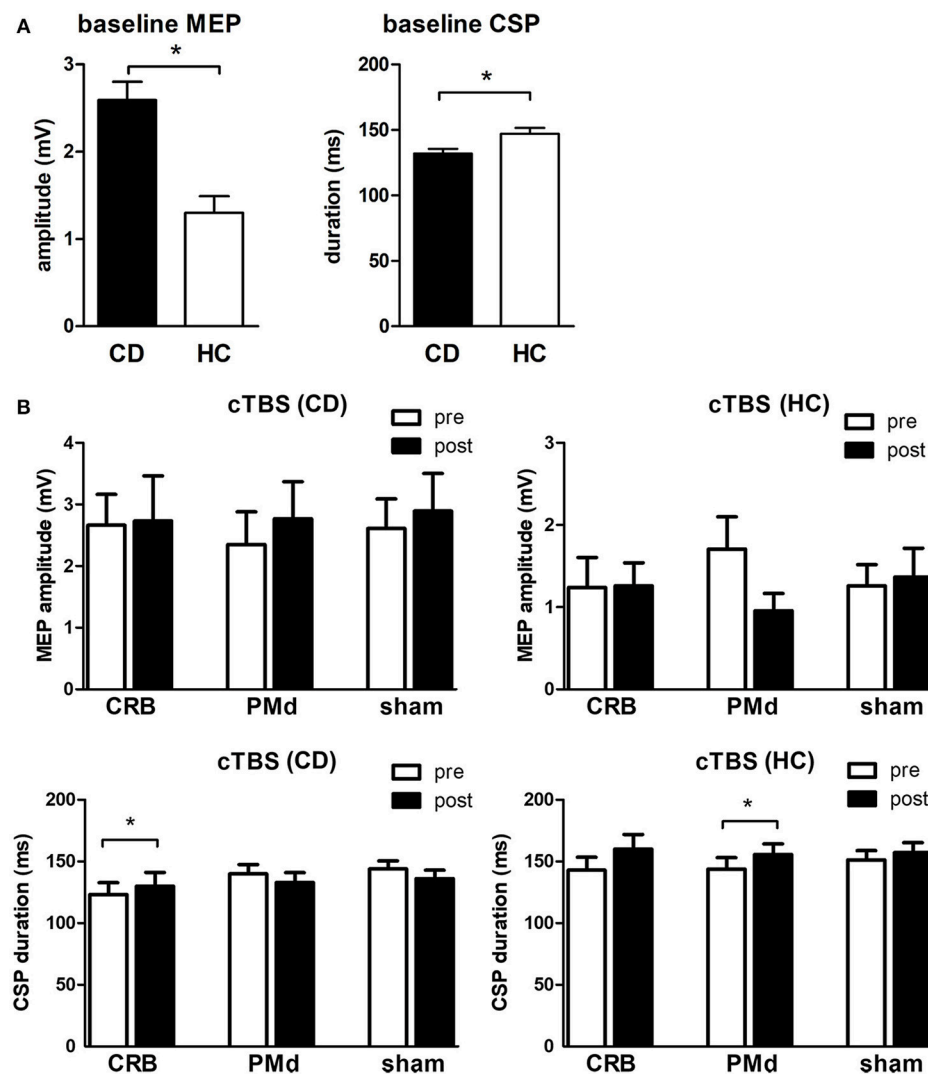 A
baseline MEP
*
amplitude (mV)
3
2
1
0
CD HC
baseline CSP
*
duration (ms)
200
150
100
50
0
CD HC
B
cTBS (CD)
pre
post
MEP amplitude (mV)
4
3
2
1
0
CRB PMd sham
cTBS (HC)
pre
post
MEP amplitude (mV)
3
2
1
0
CRB PMd sham
cTBS (CD)
pre
post
*
CSP duration (ms)
200
150
100
50
0
CRB PMd sham
cTBS (HC)
pre
post
*
CSP duration (ms)
200
150
100
50
0
CRB PMd sham